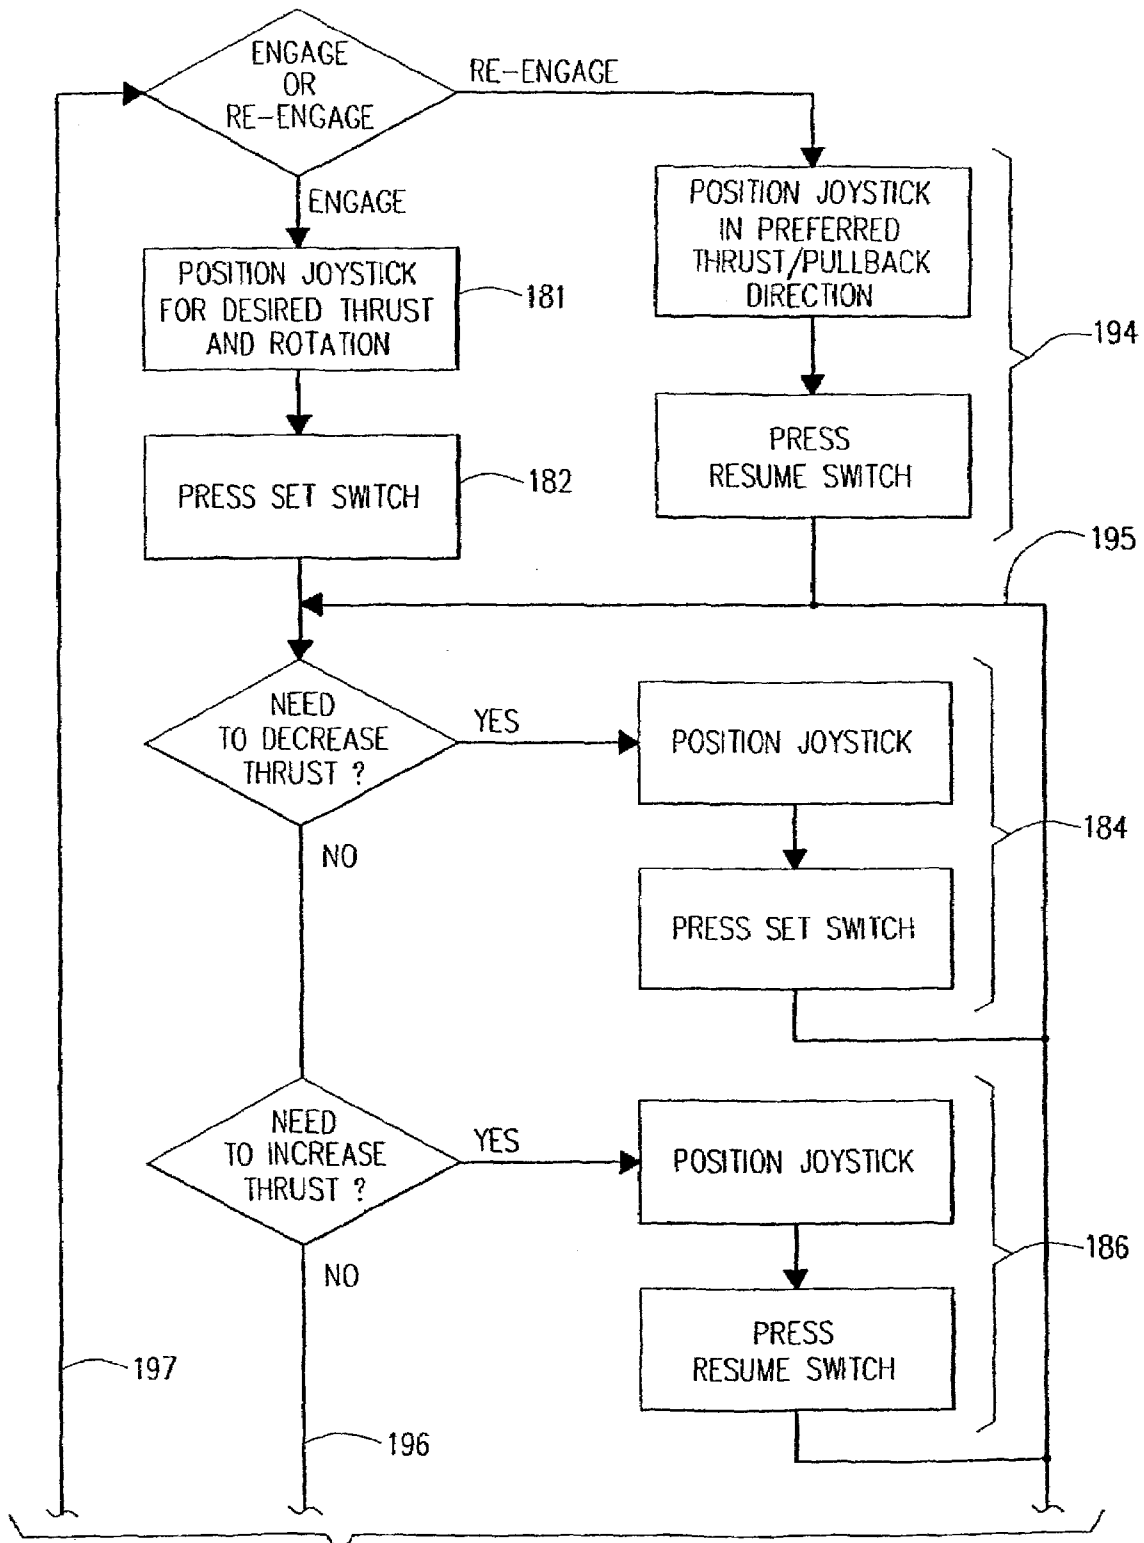 ENGAGE
OR
RE-ENGAGE
RE-ENGAGE
ENGAGE
POSITION JOYSTICK
FOR DESIRED THRUST
AND ROTATION
181
POSITION JOYSTICK
IN PREFERRED
THRUST/PULLBACK
DIRECTION
194
PRESS SET SWITCH
182
PRESS
RESUME SWITCH
195
NEED
TO DECREASE
THRUST ?
YES
NO
POSITION JOYSTICK
184
PRESS SET SWITCH
NEED
TO INCREASE
THRUST ?
YES
NO
POSITION JOYSTICK
186
PRESS
RESUME SWITCH
197
196